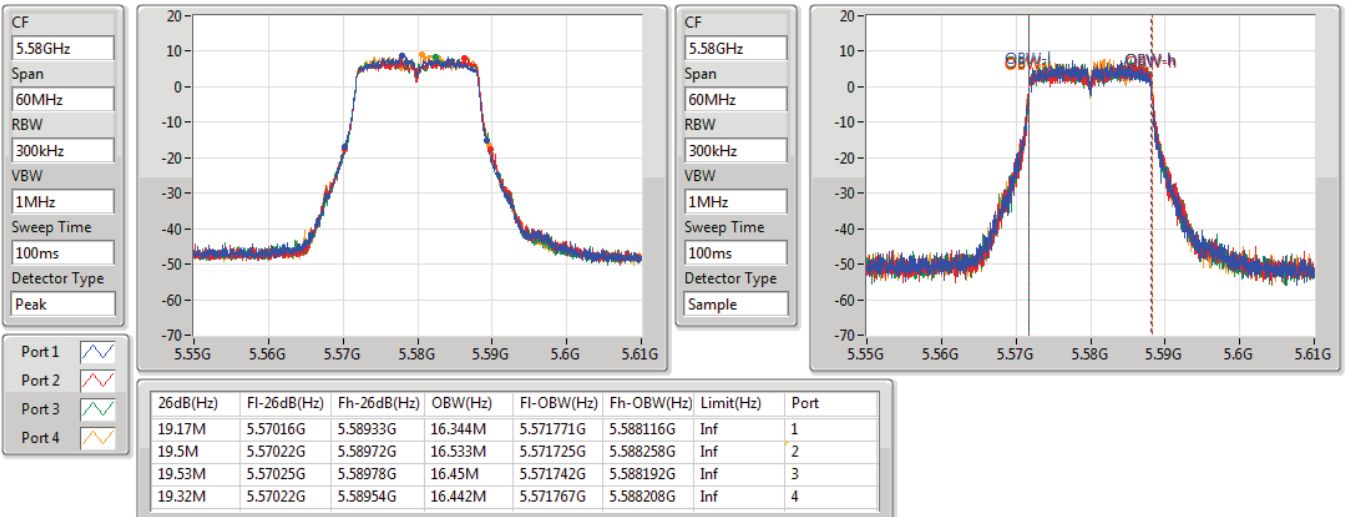 CF
5.58GHz
Span
60MHz
RBW
300kHz
VBW
1MHz
Sweep Time
100ms
Detector Type
Peak
20
10
0
-10
-20
-30
-40
-50
-60
-70
5.55G 5.56G 5.57G 5.58G 5.59G 5.6G 5.61G
CF
5.58GHz
Span
60MHz
RBW
300kHz
VBW
1MHz
Sweep Time
100ms
Detector Type
Sample
20
10
0
-10
-20
-30
-40
-50
-60
-70
OBW-l OBW-h
5.55G 5.56G 5.57G 5.58G 5.59G 5.6G 5.61G
Port 1
Port 2
Port 3
Port 4
26dB(Hz) Fl-26dB(Hz) Fh-26dB(Hz) OBW(Hz) Fl-OBW(Hz) Fh-OBW(Hz) Limit(Hz) Port
19.17M 5.57016G 5.58933G 16.344M 5.571771G 5.588116G Inf 1
19.5M 5.57022G 5.58972G 16.533M 5.571725G 5.588258G Inf 2
19.53M 5.57025G 5.58978G 16.45M 5.571742G 5.588192G Inf 3
19.32M 5.57022G 5.58954G 16.442M 5.571767G 5.588208G Inf 4